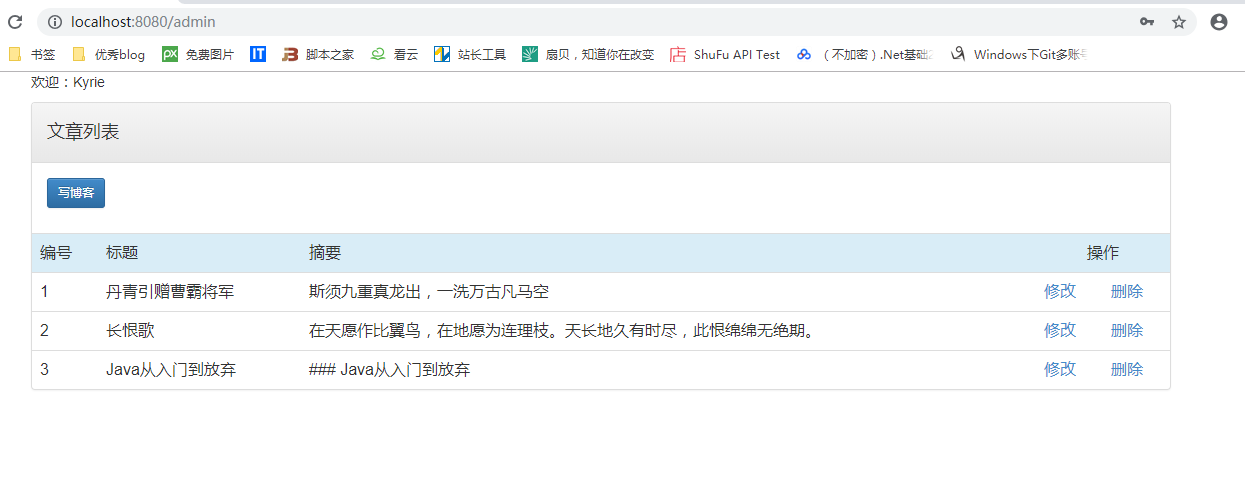 localhost:8080/admin
书签 优秀blog 免费图片 IT 脚本之家 看云 站长工具 扇贝，知道你在改变 店 ShuFu API Test （不加密）.Net基础 Windows下Git多账
欢迎：Kyrie
文章列表
写博客
编号 标题 摘要 操作
1 丹青引赠曹霸将军 斯须九重真龙出，一洗万古凡马空 修改 删除
2 长恨歌 在天愿作比翼鸟，在地愿为连理枝。天长地久有时尽，此恨绵绵无绝期。 修改 删除
3 Java从入门到放弃 ### Java从入门到放弃 修改 删除